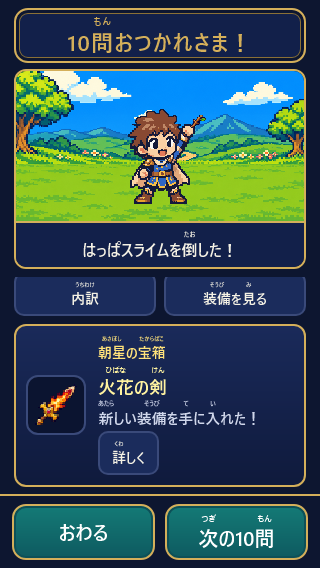 10問おつかれさま！
はっぱスライムを倒した！
内訳
装備を見る
朝星の宝箱
火花の剣
新しい装備を手に入れた！
詳しく
おわる
次の10問